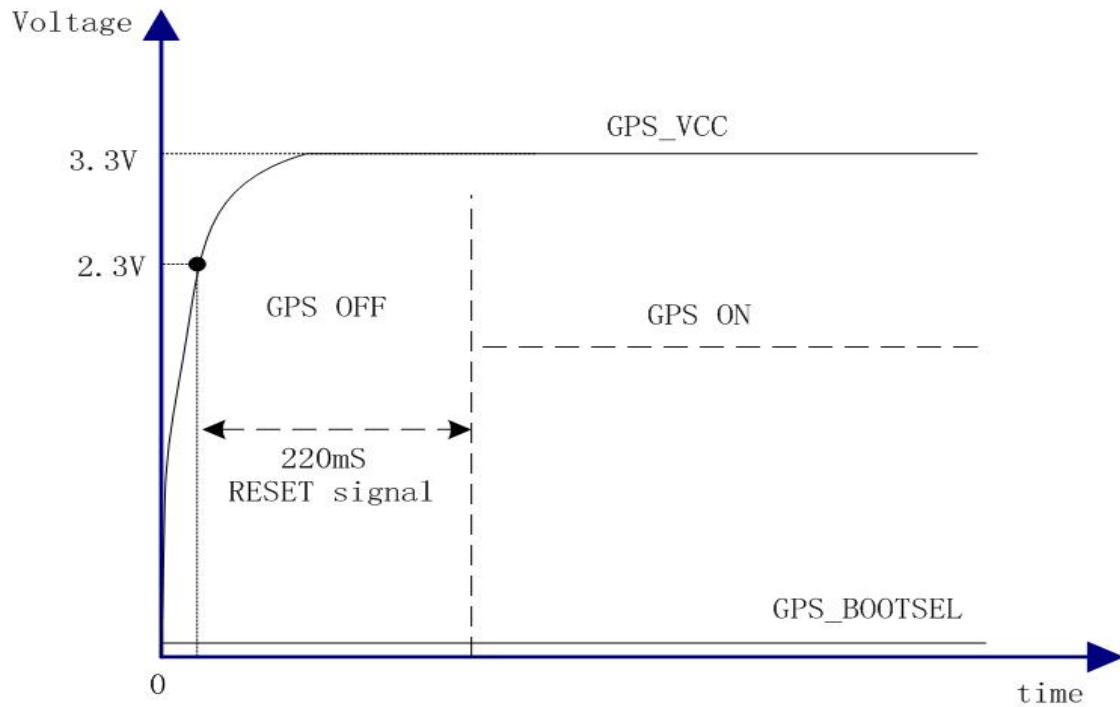 Voltage
GPS_VCC
3.3V
2.3V
GPS OFF
GPS ON
220mS
RESET signal
GPS_BOOTSEL
0
time